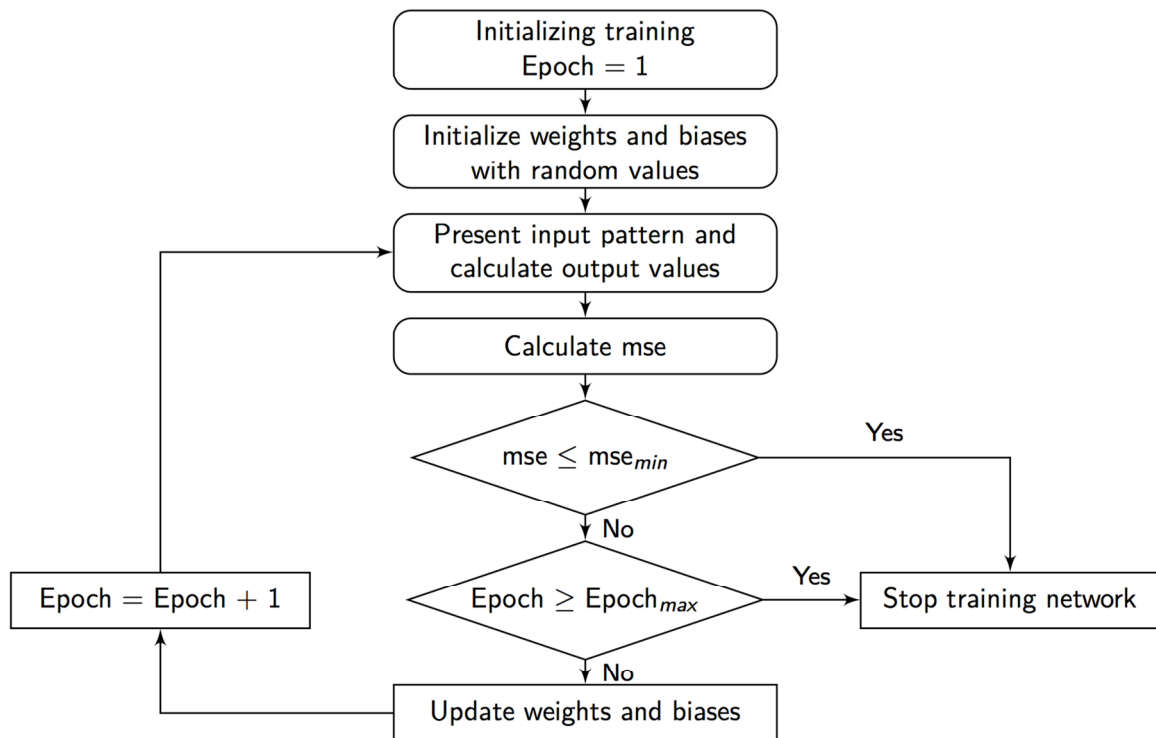 Initializing training
Epoch = 1
Initialize weights and biases
with random values
Present input pattern and
calculate output values
Calculate mse
mse ≤ mse_min
Yes
No
Epoch = Epoch + 1
Epoch ≥ Epoch_max
Yes
Stop training network
No
Update weights and biases